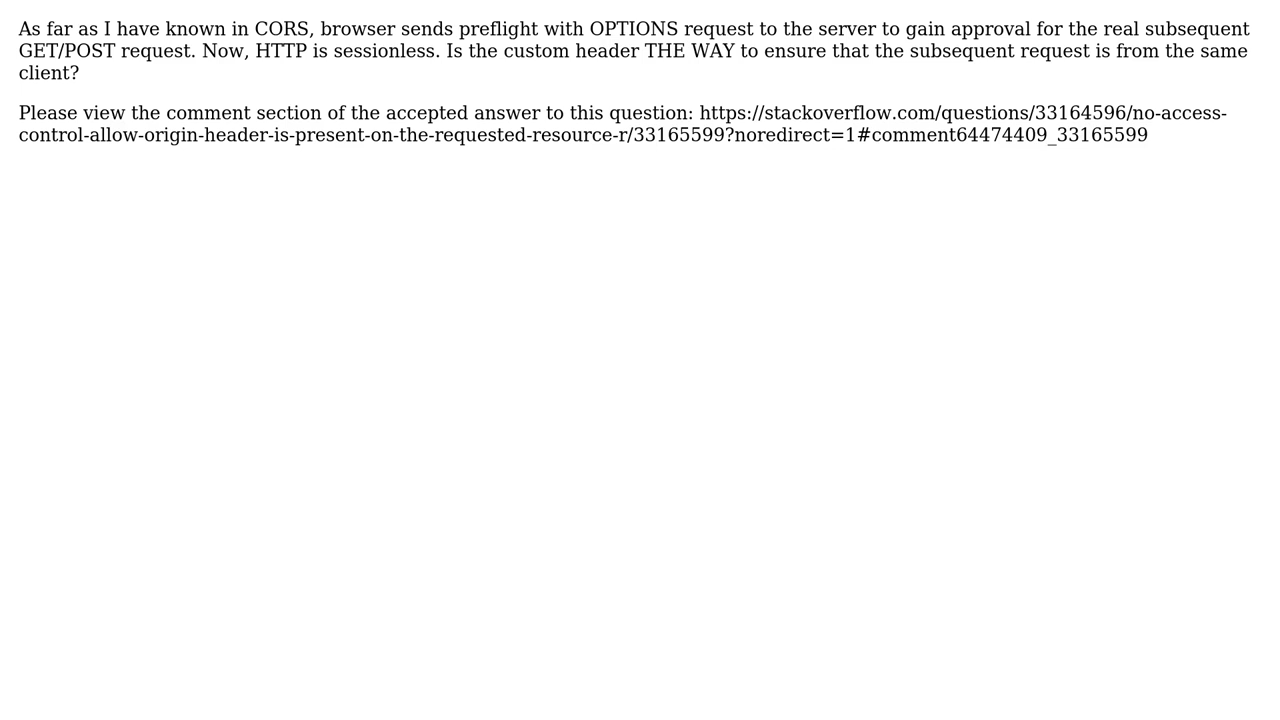 As far as I have known in CORS, browser sends preflight with OPTIONS request to the server to gain approval for the real subsequent
GET/POST request. Now, HTTP is sessionless. Is the custom header THE WAY to ensure that the subsequent request is from the same
client?
Please view the comment section of the accepted answer to this question: https://stackoverflow.com/questions/33164596/no-access-
control-allow-origin-header-is-present-on-the-requested-resource-r/33165599?noredirect=1#comment64474409_33165599